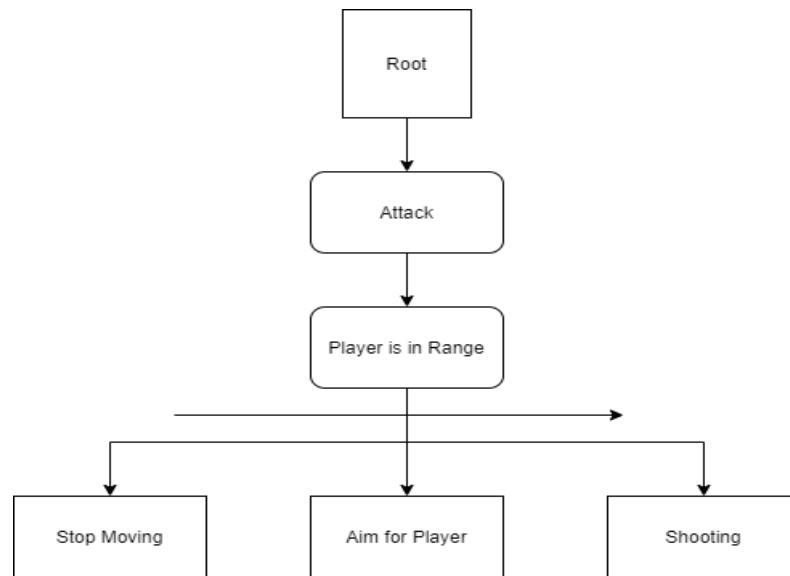 Root
Attack
Player is in Range
Stop Moving
Aim for Player
Shooting